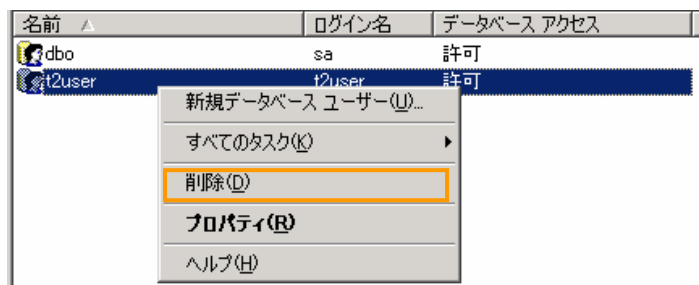 名前 ログイン名 データベース アクセス
dbo sa 許可
t2user t2user 許可
新規データベース ユーザー(U)...
すべてのタスク(K)
削除(D)
プロパティ(R)
ヘルプ(H)